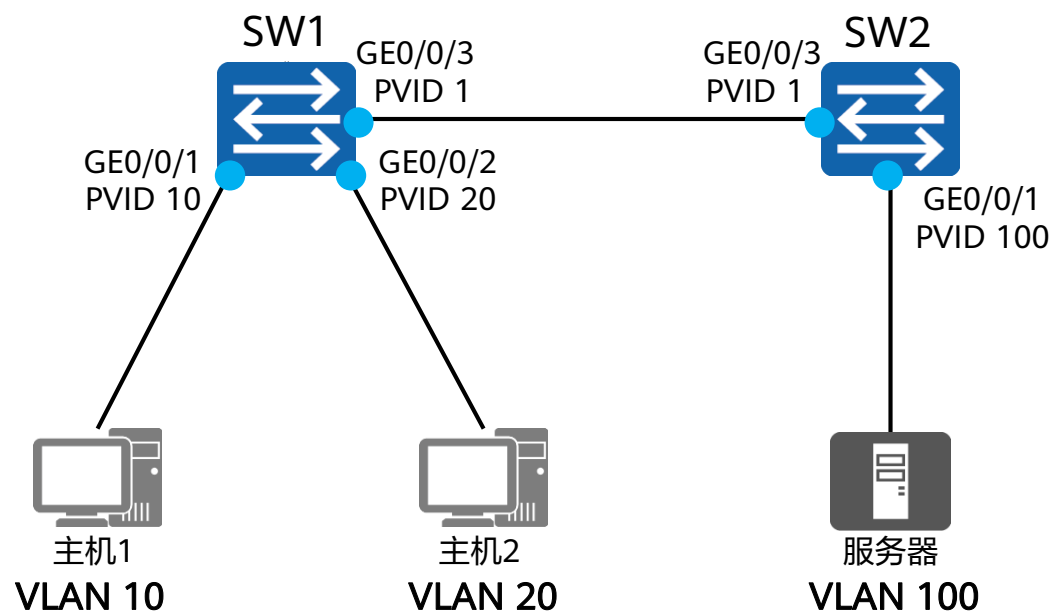 SW1
SW2
GE0/0/3
PVID 1
GE0/0/3
PVID 1
GE0/0/1
PVID 10
GE0/0/2
PVID 20
GE0/0/1
PVID 100
主机1
VLAN 10
主机2
VLAN 20
服务器
VLAN 100